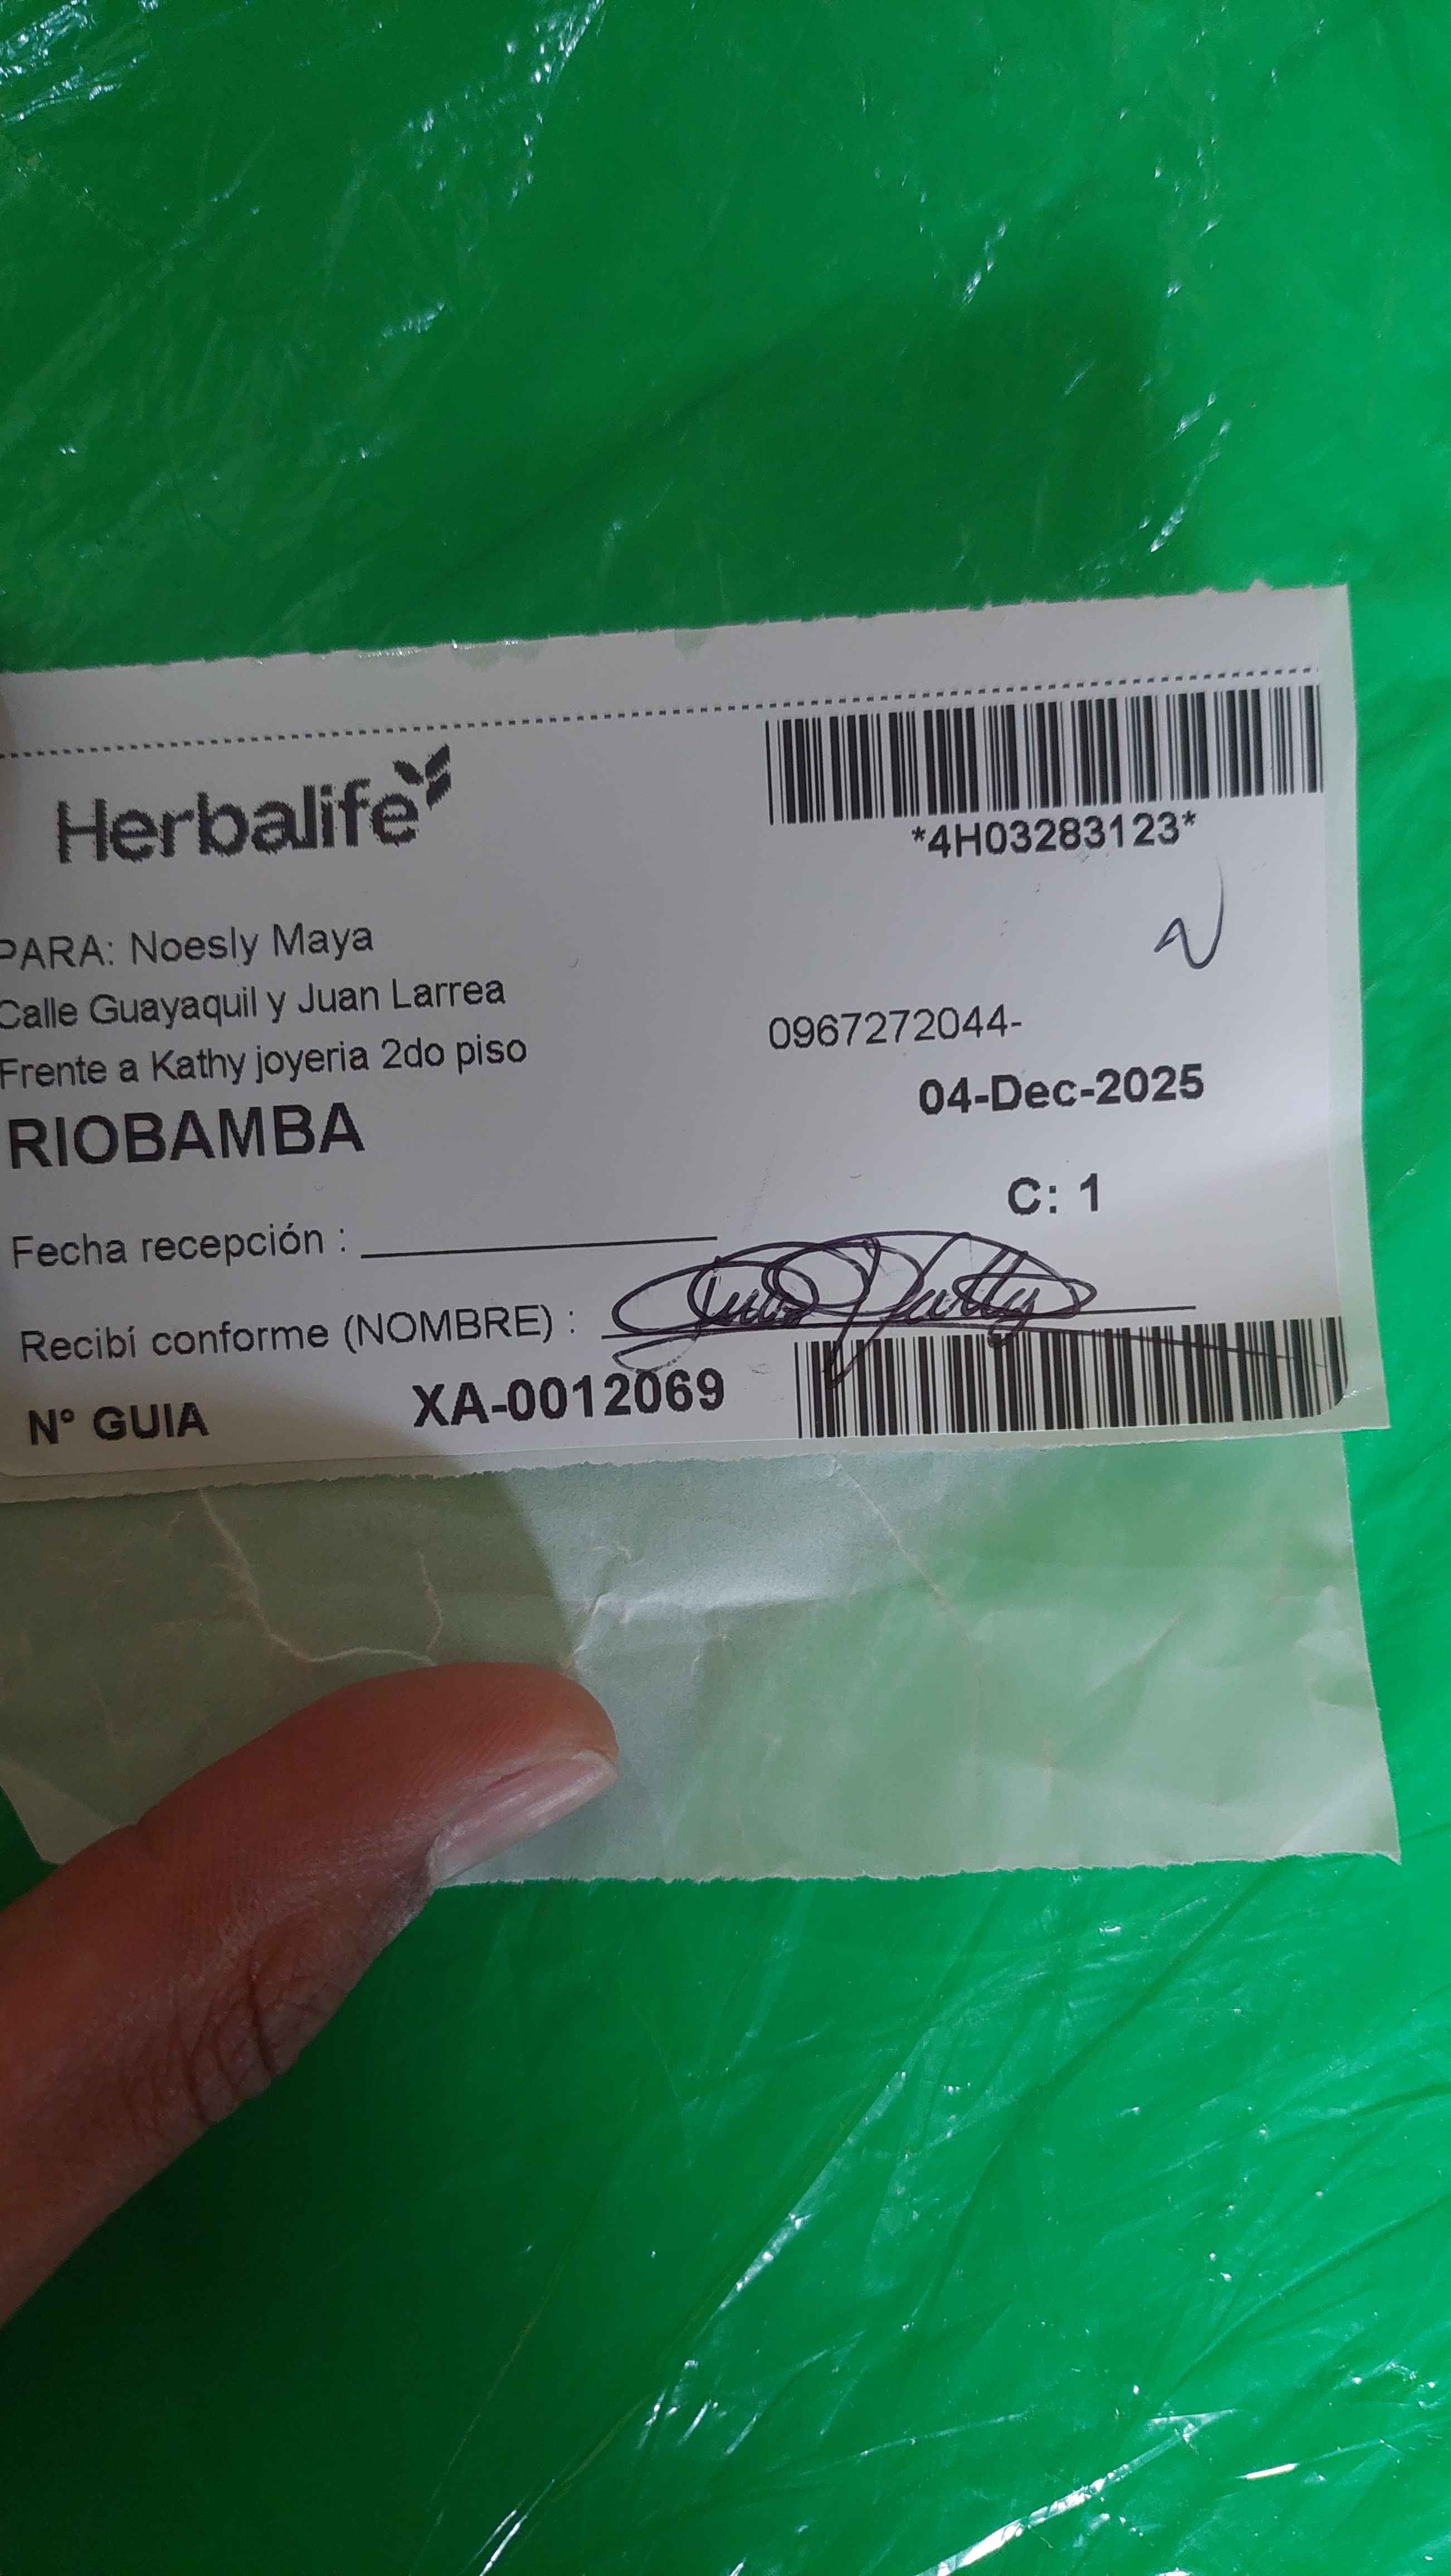 Herbalife
*4H03283123*
PARA: Noesly Maya
Calle Guayaquil y Juan Larrea
0967272044-
Frente a Kathy joyeria 2do piso
04-Dec-2025
RIOBAMBA
C: 1
Fecha recepción :
Recibí conforme (NOMBRE) :
N° GUIA XA-0012069